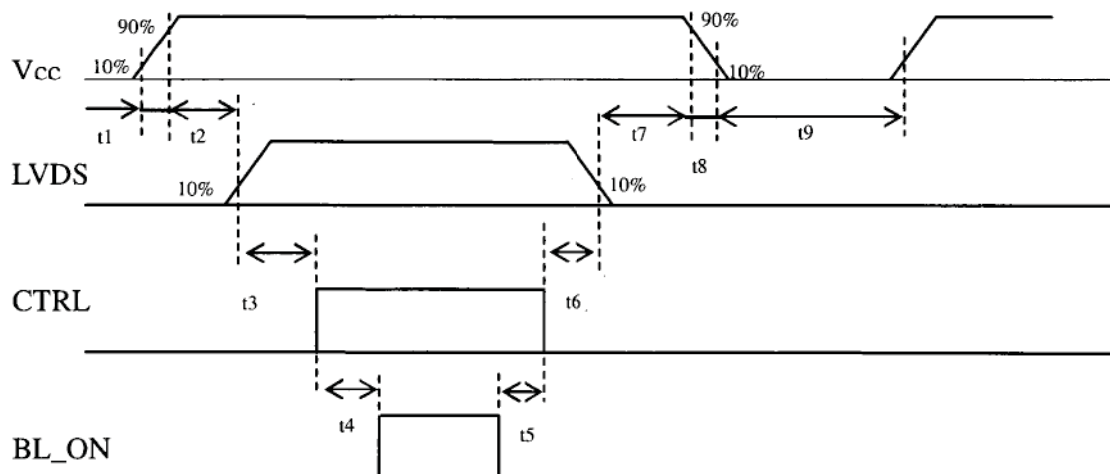 90%
90%
Vcc
10%
10%
t1
t2
t7
t9
t8
LVDS
10%
10%
t3
t6
CTRL
t4
t5
BL_ON